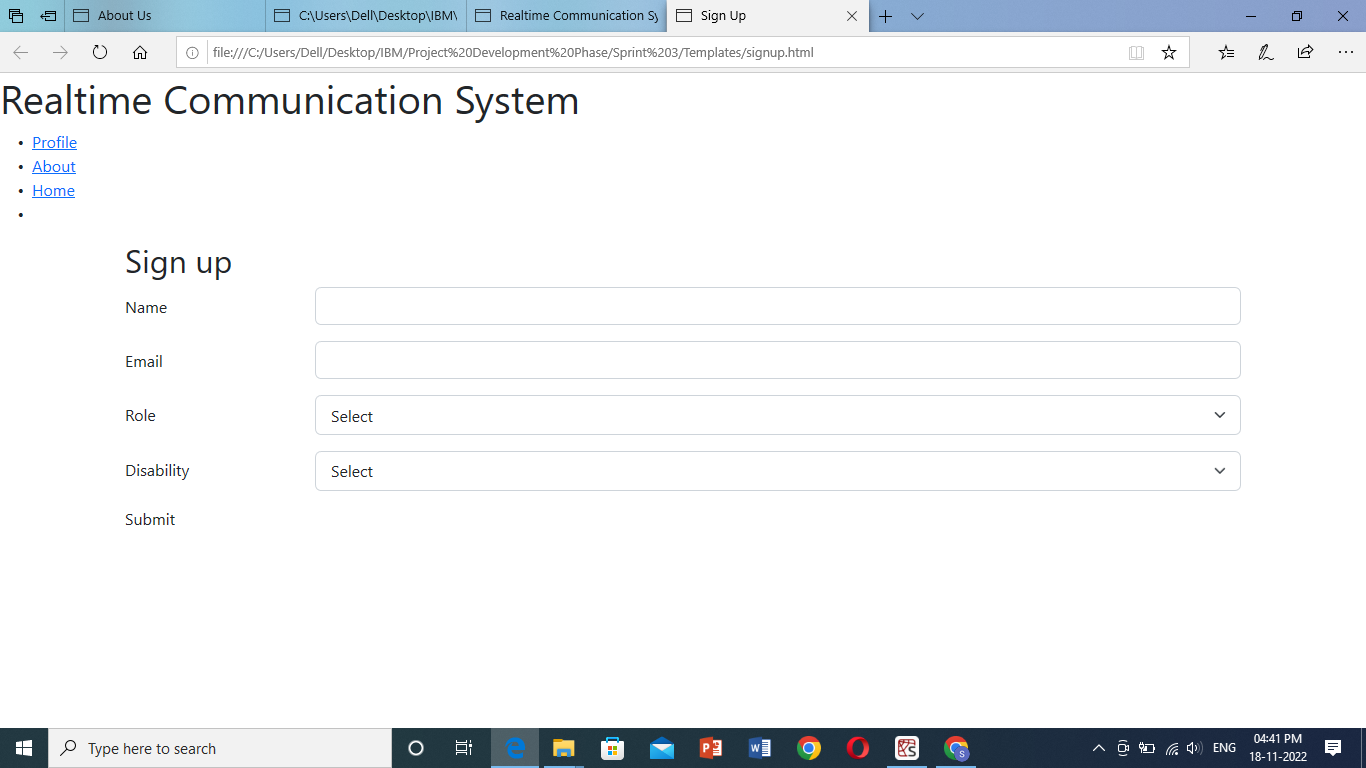 About Us
C:\Users\Dell\Desktop\IBM\
Realtime Communication Sy
Sign Up
file:///C:/Users/Dell/Desktop/IBM/Project%20Development%20Phase/Sprint%203/Templates/signup.html
Realtime Communication System
• Profile
• About
• Home
•
Sign up
Name
Email
Role Select
Disability Select
Submit
Type here to search
ENG
04:41 PM
18-11-2022